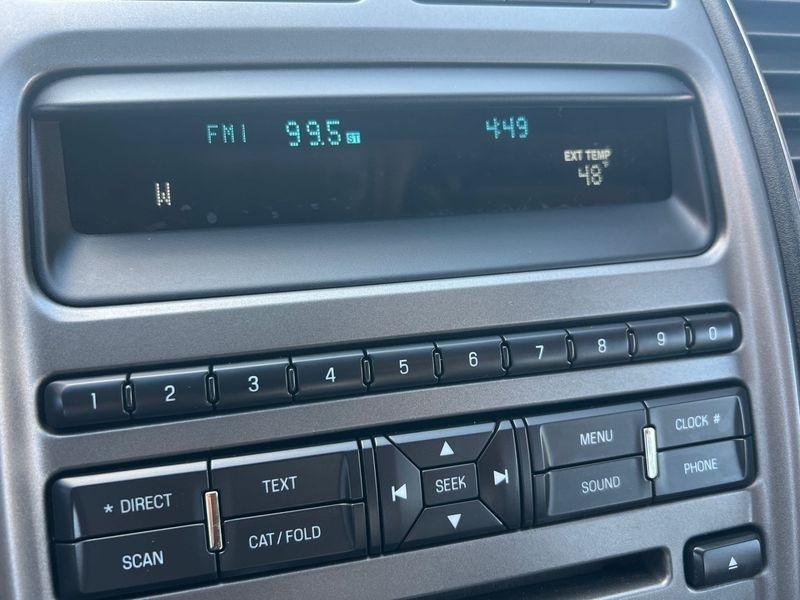 FM1 99.5 ST 4:49
EXT TEMP
W 48°F
1 2 3 4 5 6 7 8 9 0
* DIRECT TEXT SEEK MENU CLOCK #
SCAN CAT/FOLD SOUND PHONE